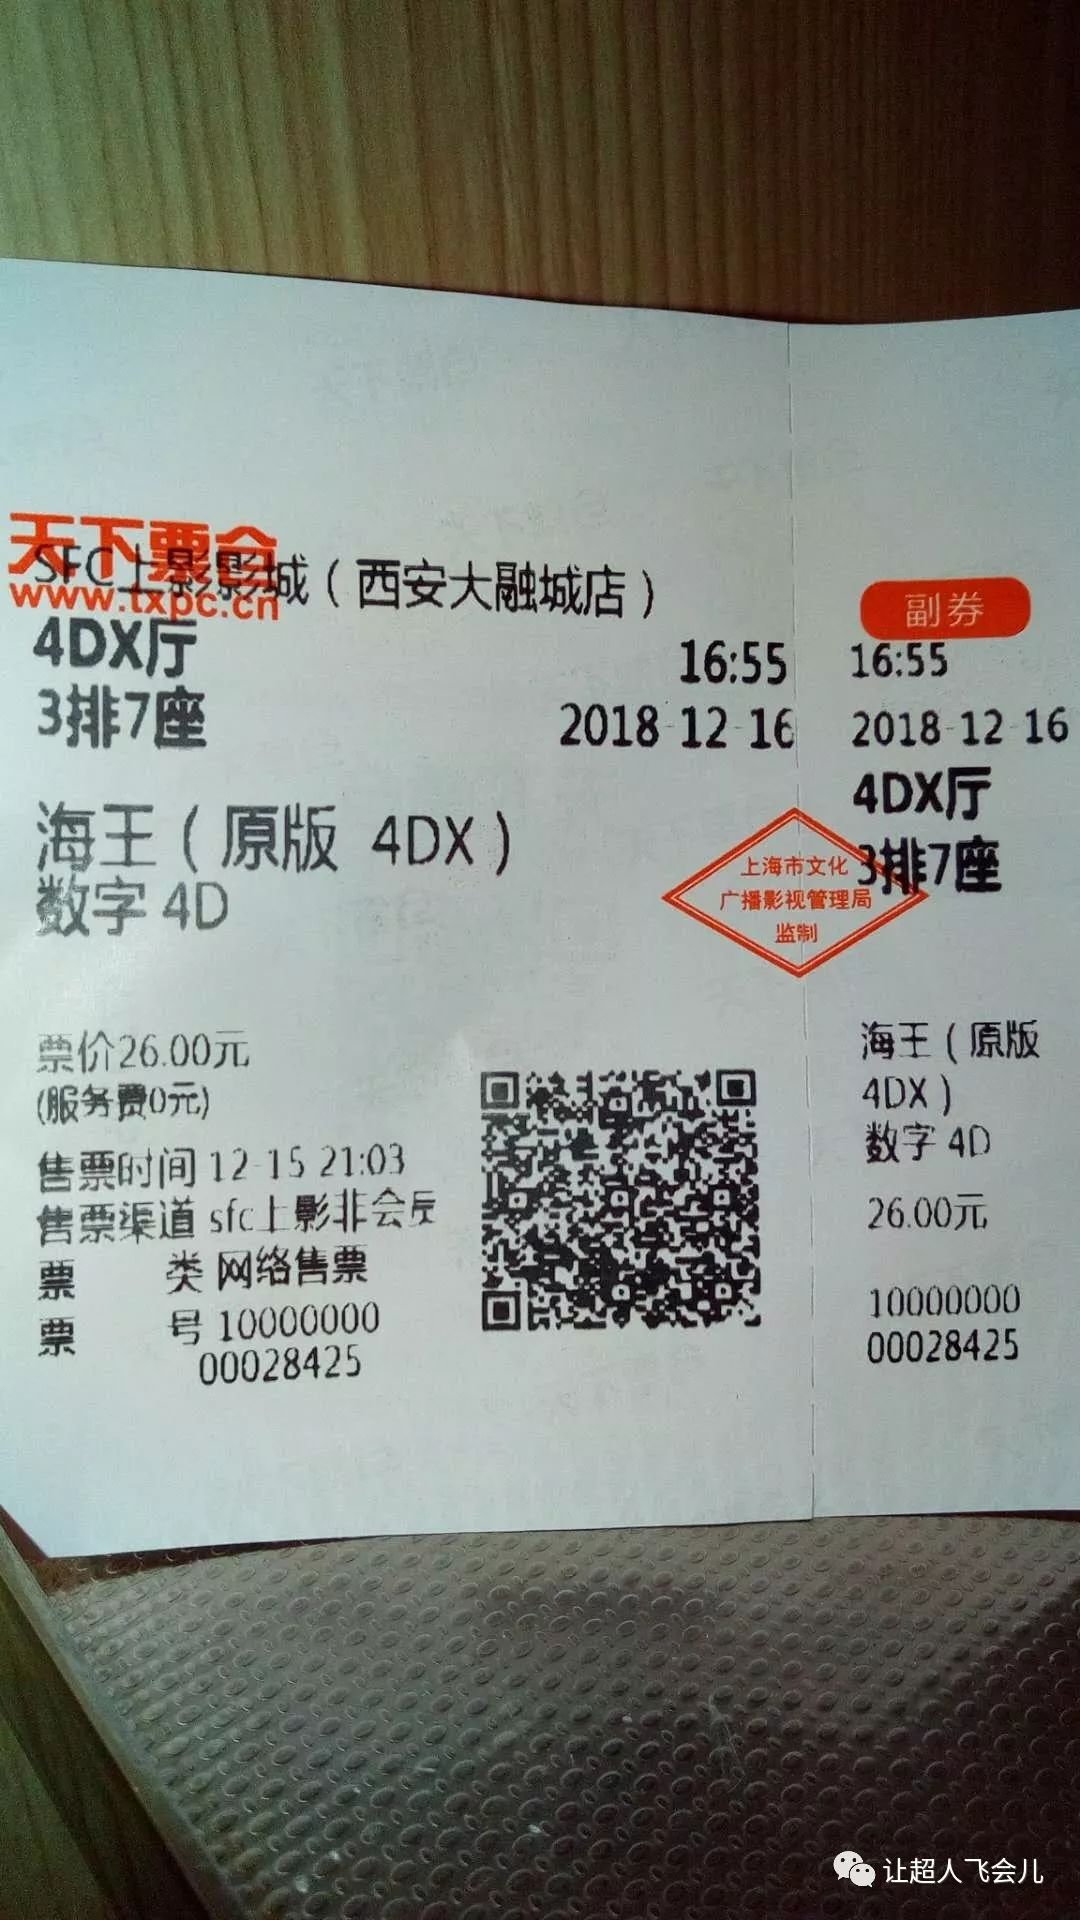 天下票仓
www.txpc.cn
SFC上影影城（西安大融城店）
4DX厅
16:55
3排7座
2018-12-16
海王（原版 4DX）
数字 4D
票价26.00元
(服务费0元)
售票时间 12-15 21:03
售票渠道 sfc上影非会员
票 类 网络售票
票 号 10000000
00028425
上海市文化
广播影视管理局
监制
副券
16:55
2018-12-16
4DX厅
3排7座
海王（原版
4DX）
数字 4D
26.00元
10000000
00028425
让超人飞会儿